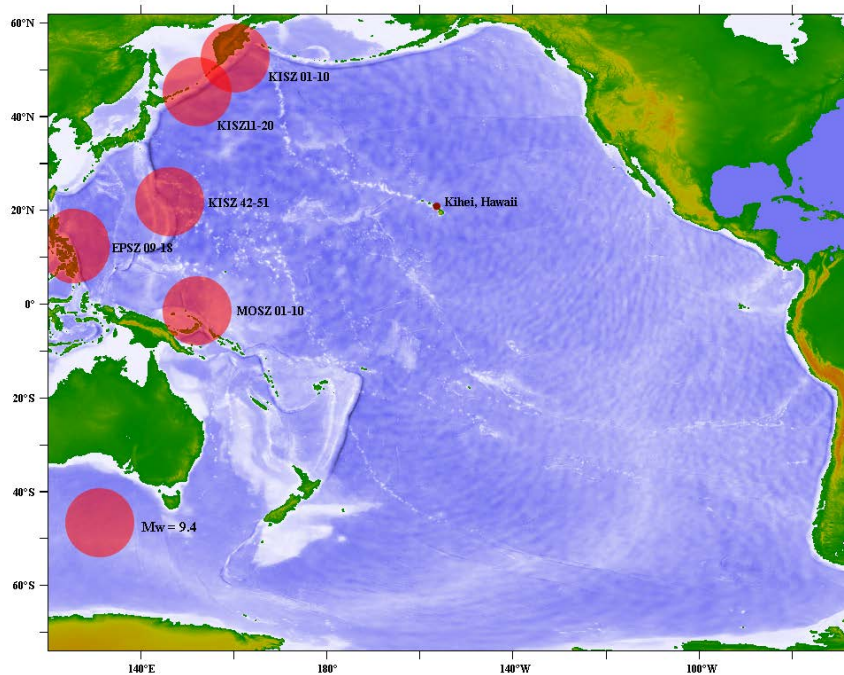 60°N
KISZ 01-10
40°N
KISZ11-20
KISZ 42-51
Kihei, Hawaii
20°N
EPSZ 09-18
0°
MOSZ 01-10
20°S
40°S
Mw = 9.4
60°S
140°E
180°
140°W
100°W